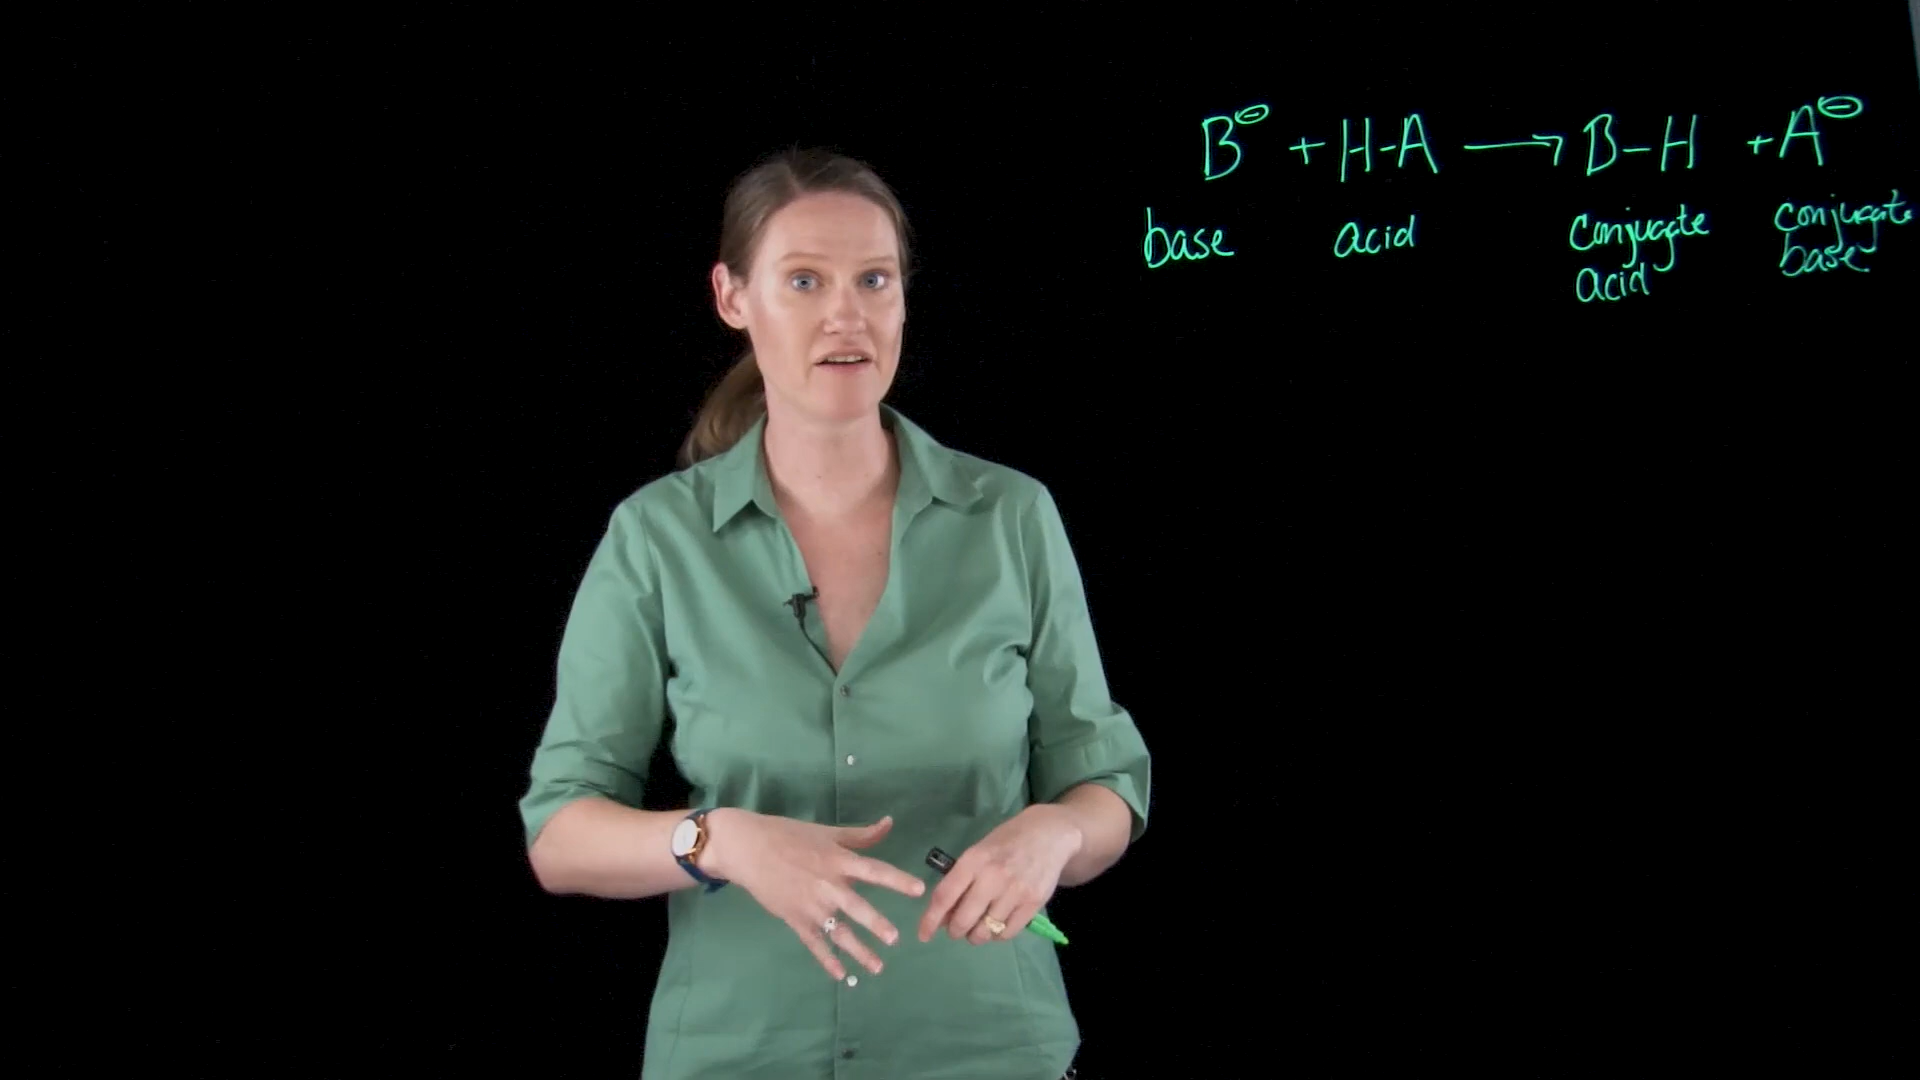 B⊖ + H-A ⟶ B-H + A⊖
base acid conjugate conjugate
acid base